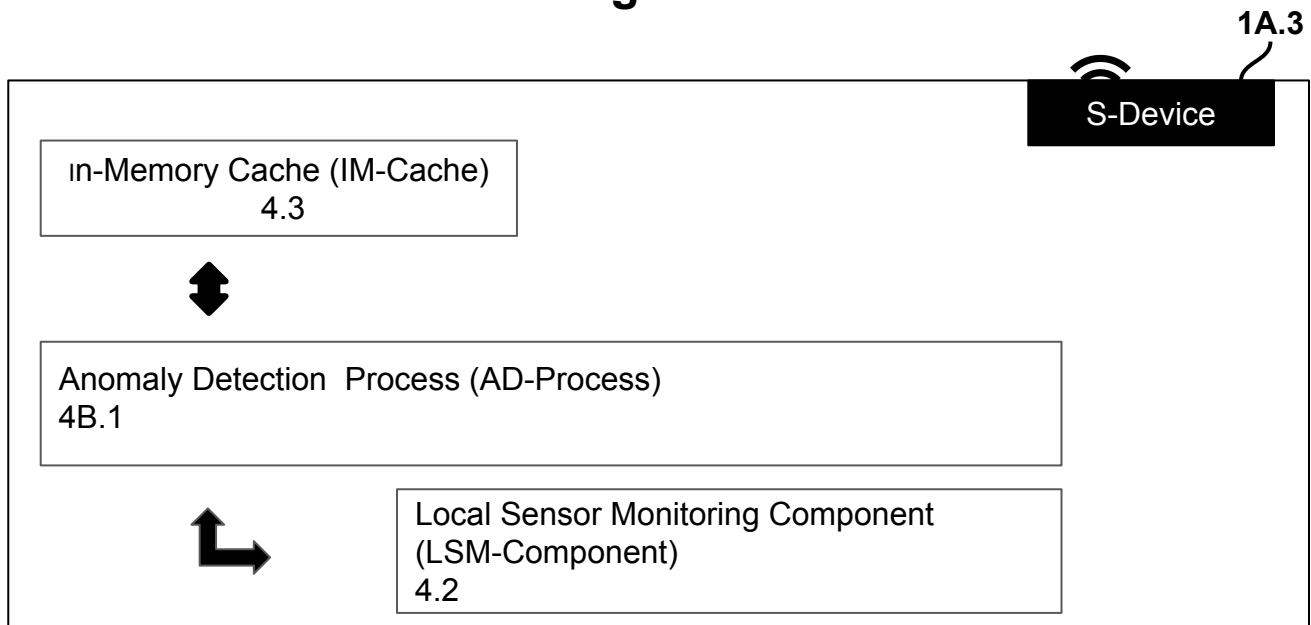 1A.3
S-Device
In-Memory Cache (IM-Cache)
4.3
Anomaly Detection Process (AD-Process)
4B.1
Local Sensor Monitoring Component
(LSM-Component)
4.2